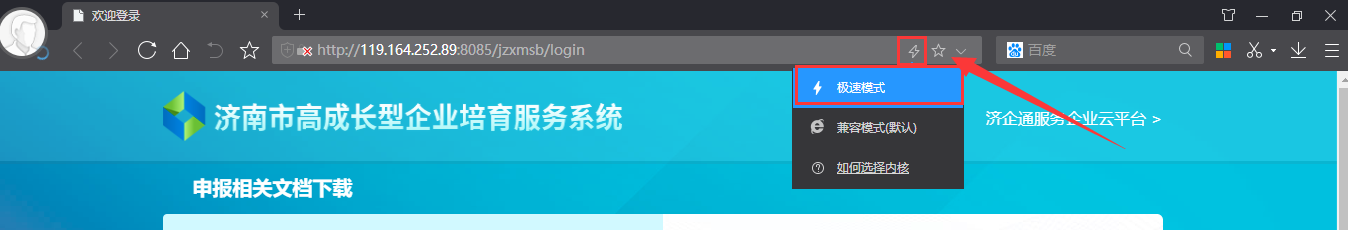 欢迎登录
http://119.164.252.89:8085/jzxmsb/login
百度
极速模式
济南市高成长型企业培育服务系统
济企通服务企业云平台 >
兼容模式(默认)
如何选择内核
申报相关文档下载